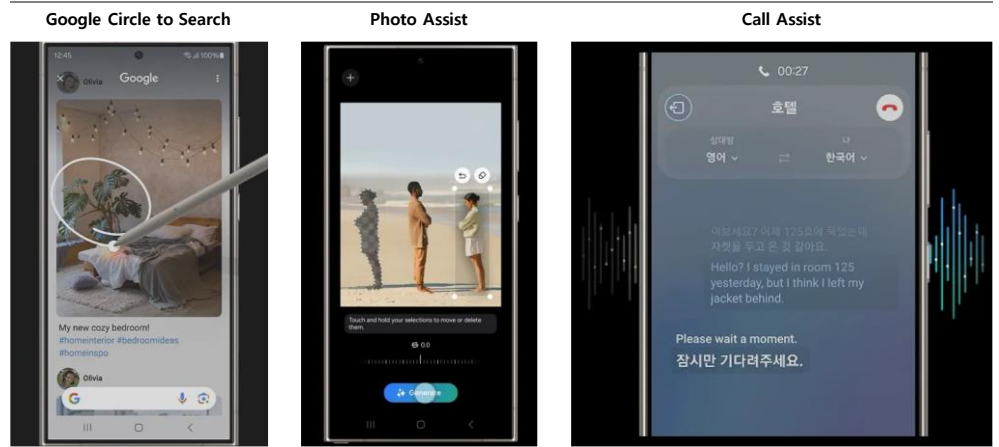 Google Circle to Search
Photo Assist
Call Assist
12:45
100%
Olivia
Google
My new cozy bedroom!
#homeinterior #bedroomideas
#homeinspo
Olivia
G
Touch and hold your selections to move or delete
them.
0.0
Generate
00:27
호텔
상대방
나
영어
한국어
여보세요? 어제 125호에 묵었는데
자켓을 두고 온 것 같아요.
Hello? I stayed in room 125
yesterday, but I think I left my
jacket behind.
Please wait a moment.
잠시만 기다려주세요.